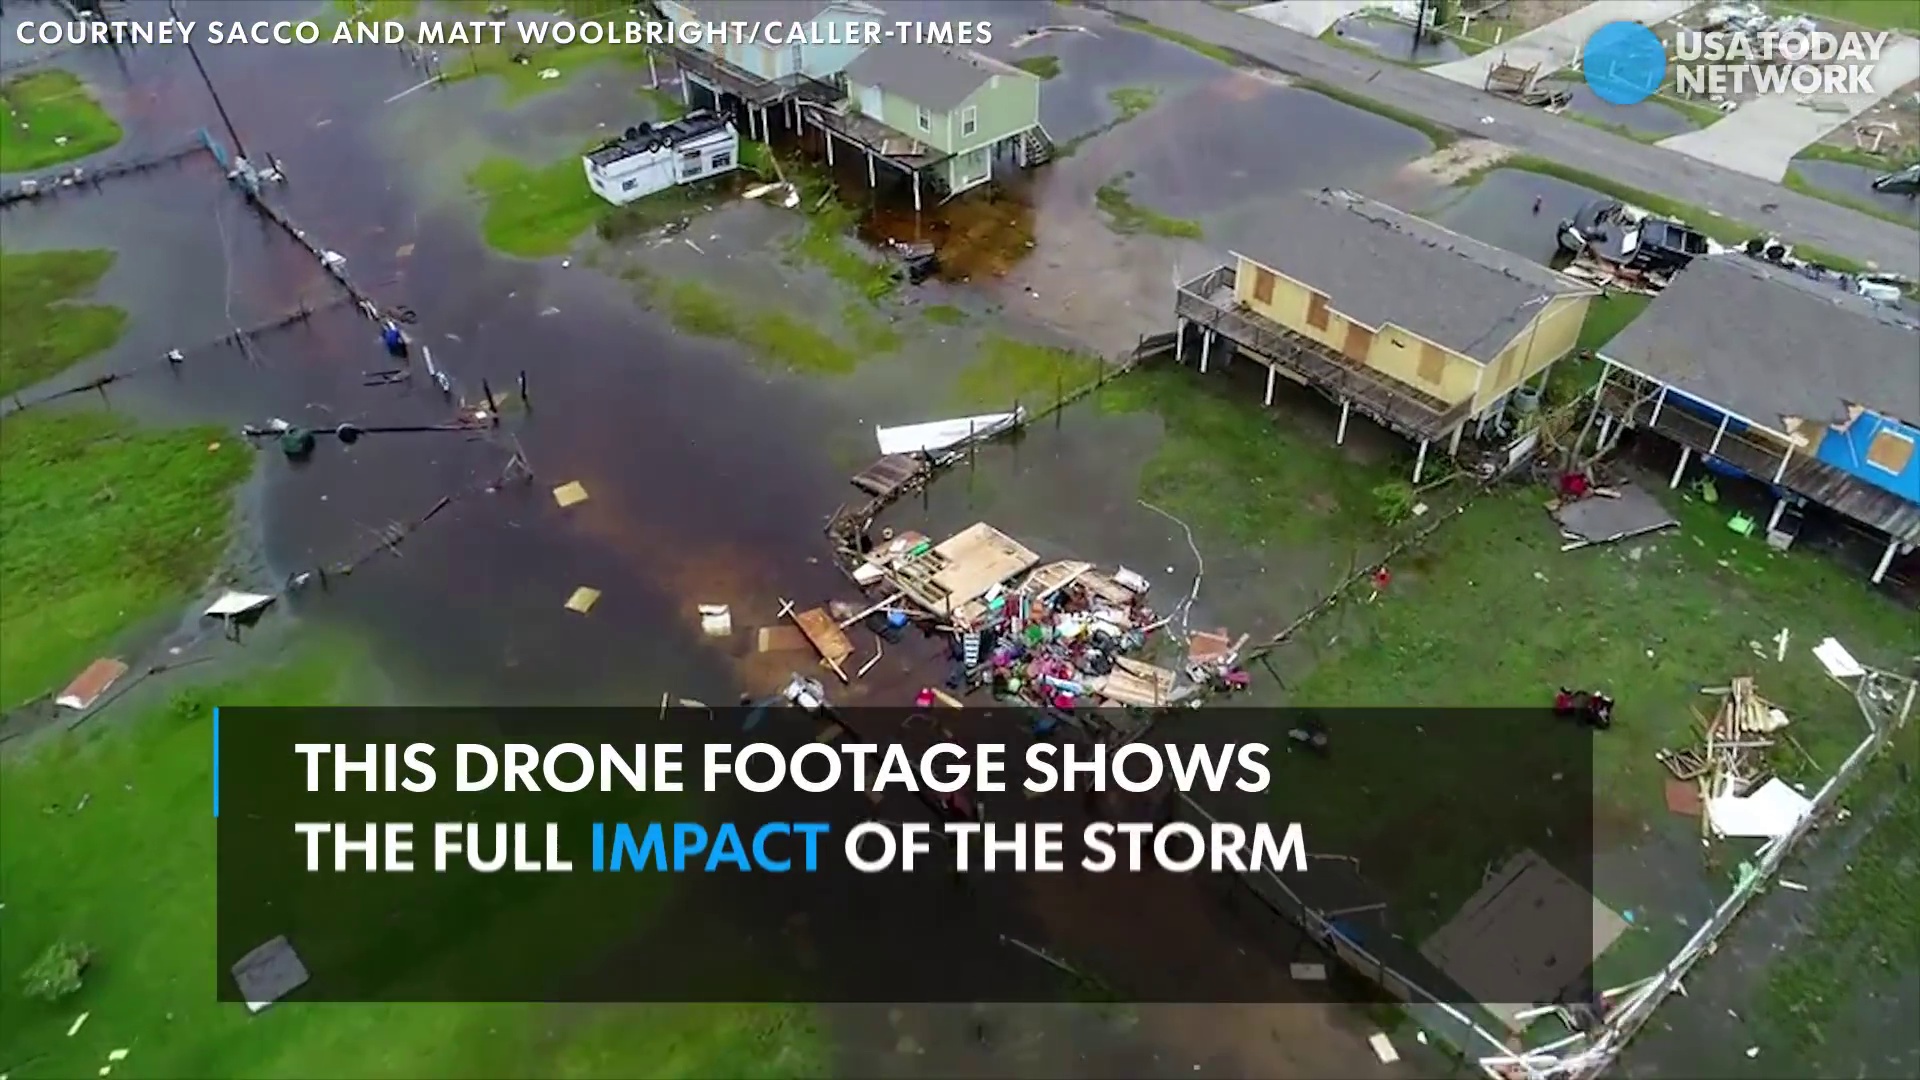 COURTNEY SACCO AND MATT WOOLBRIGHT/CALLER-TIMES
USA TODAY
NETWORK
THIS DRONE FOOTAGE SHOWS
THE FULL IMPACT OF THE STORM